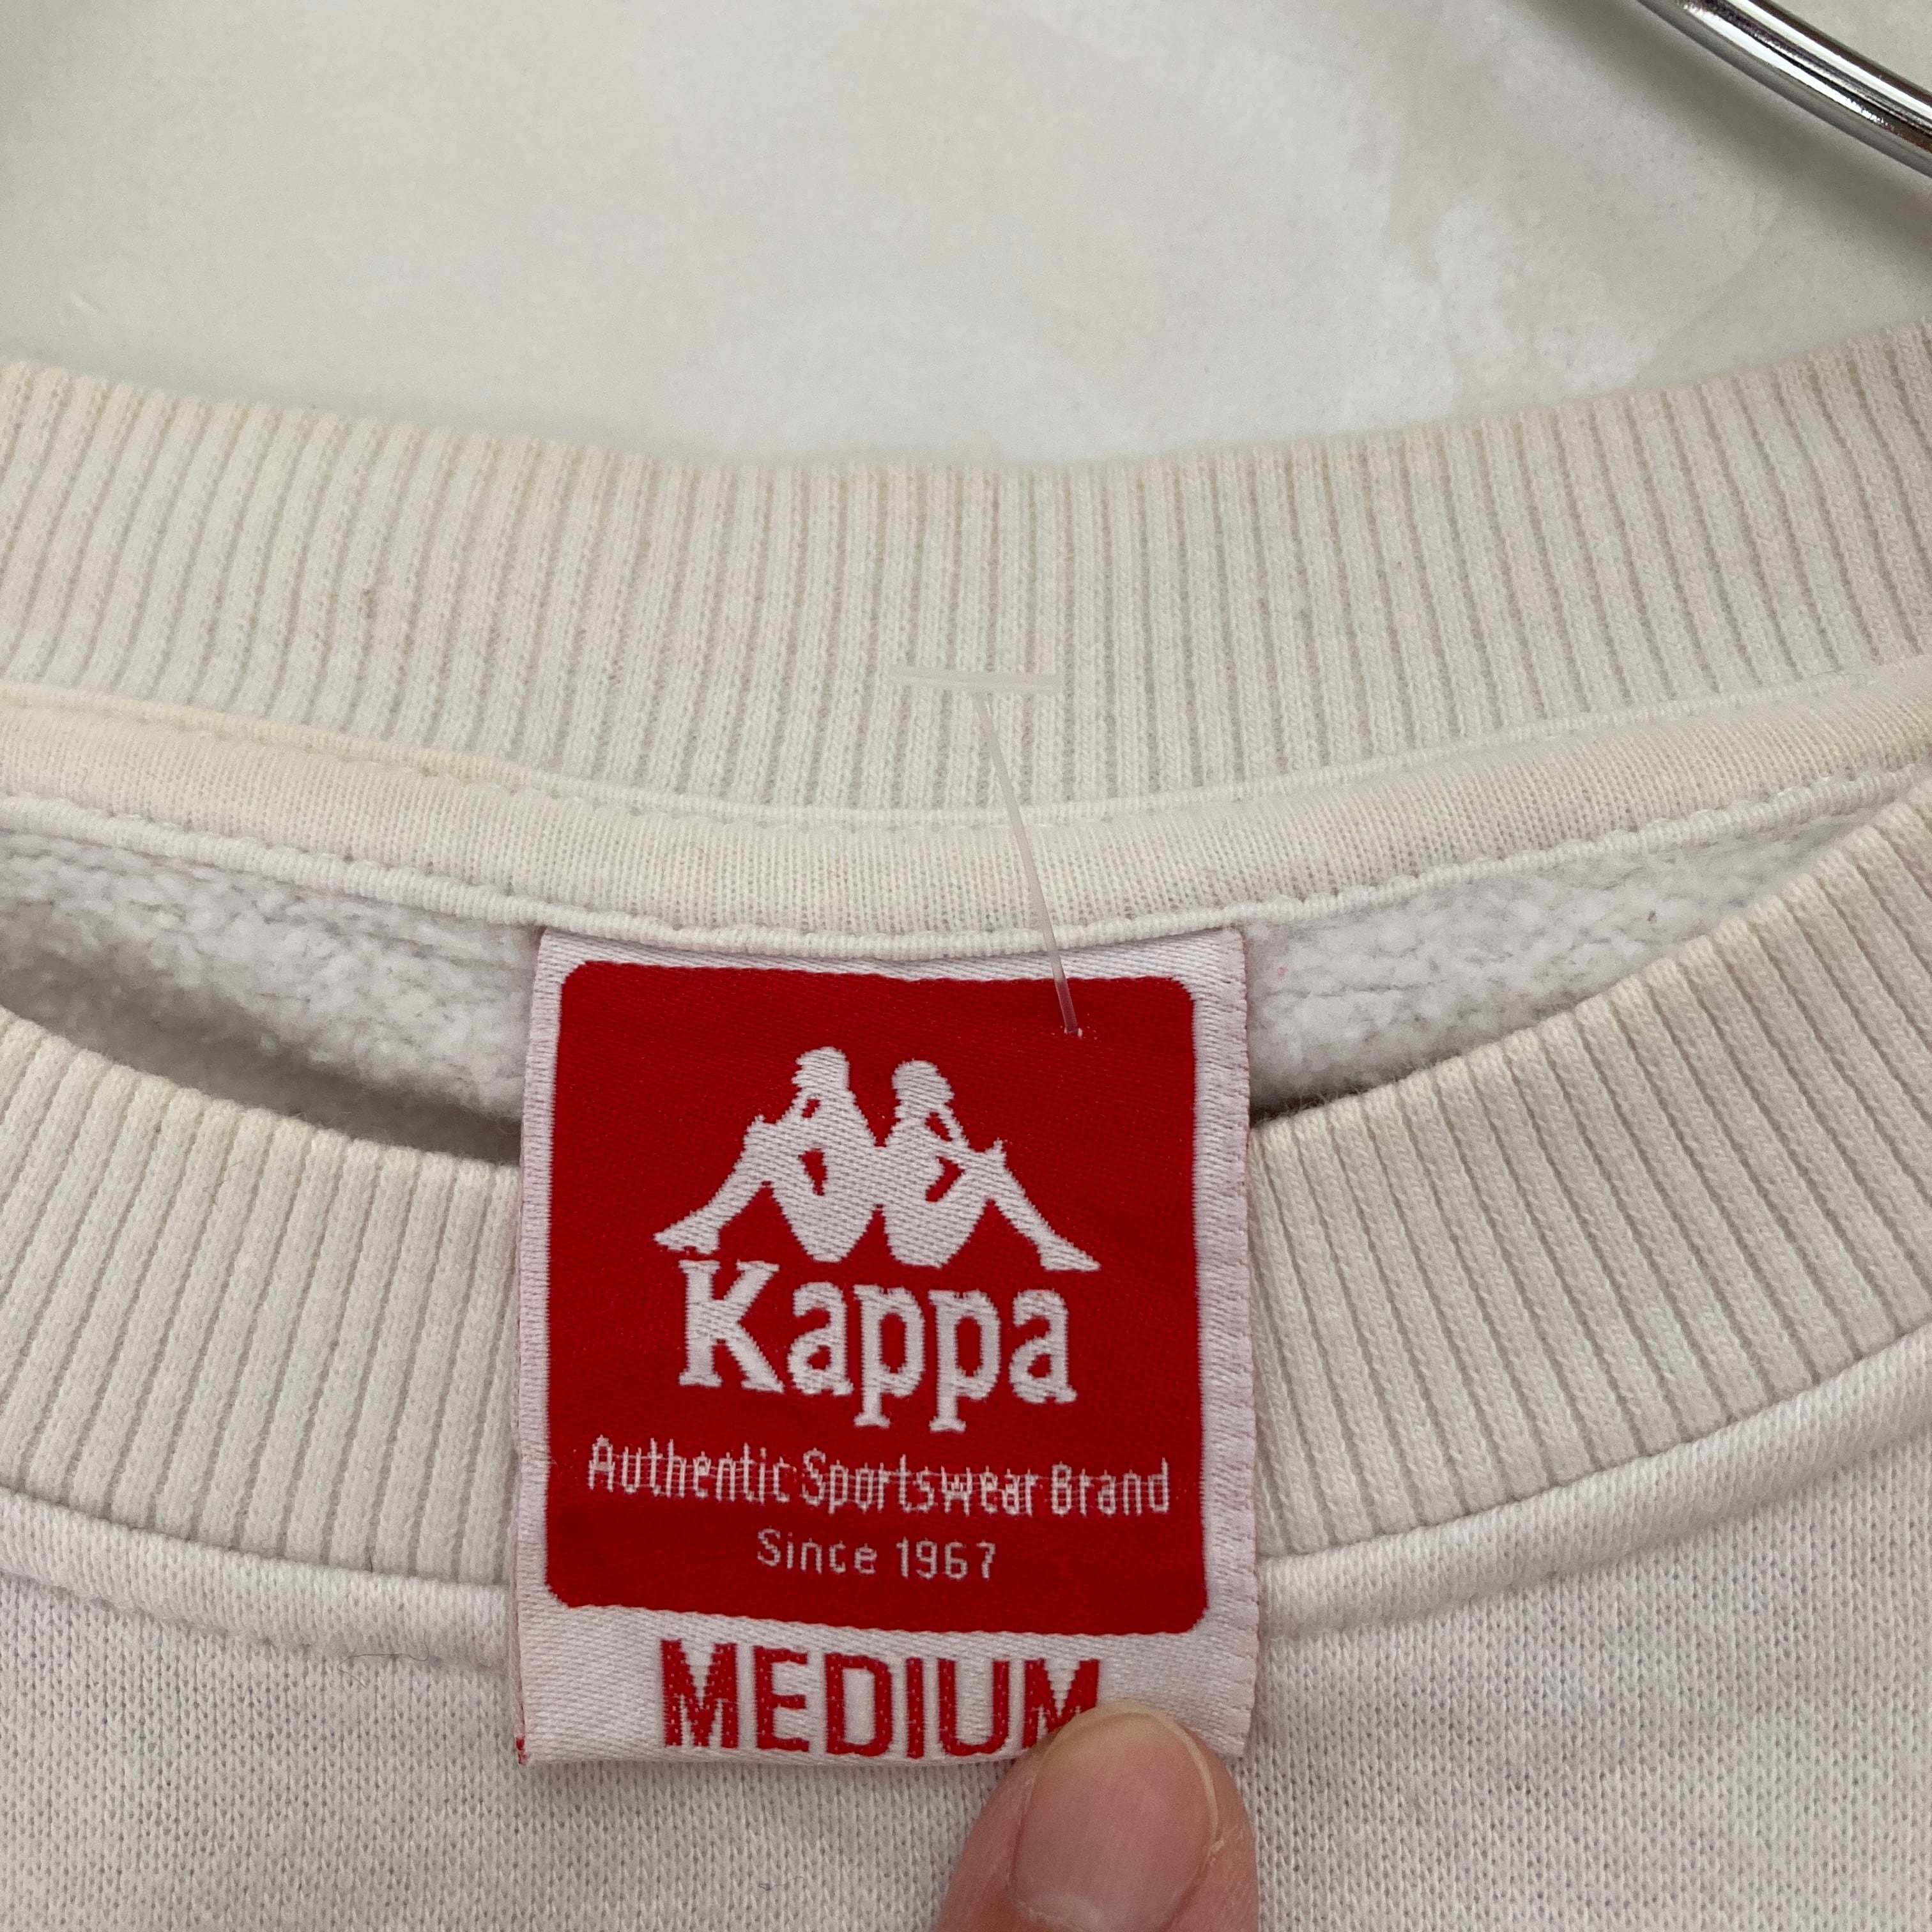 Kappa
Authentic Sportswear Brand
Since 1967
MEDIUM